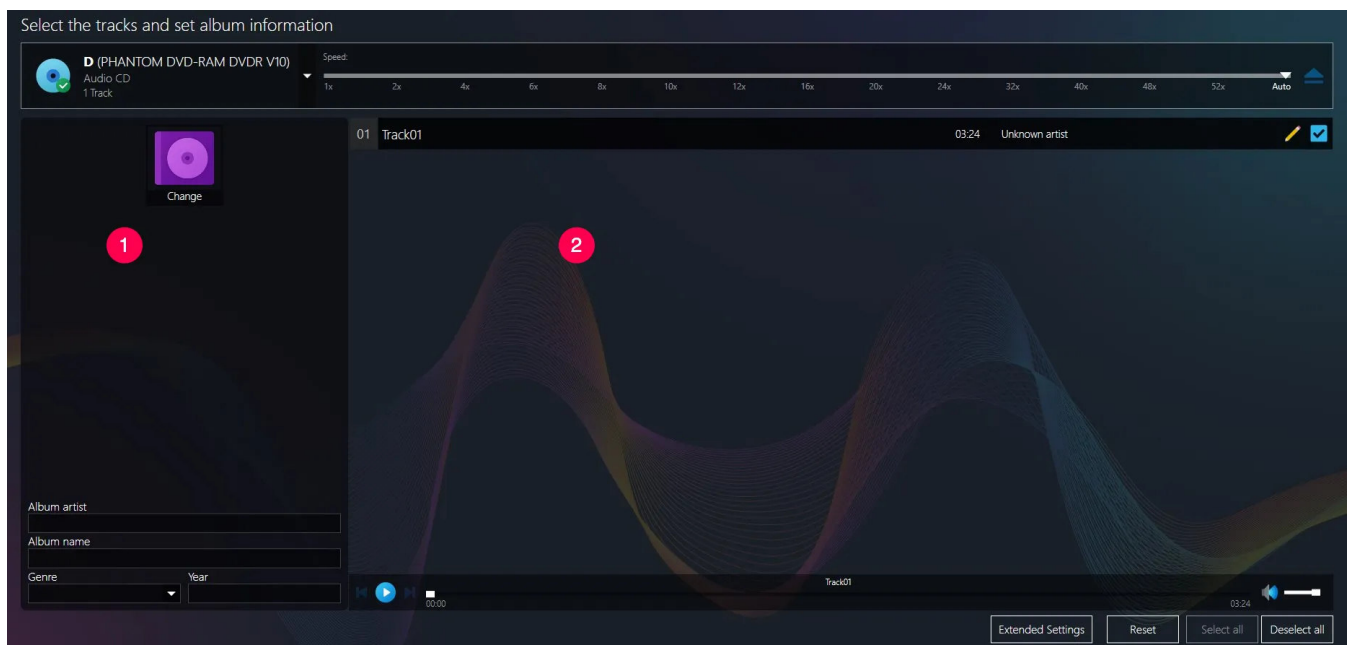 Select the tracks and set album information
D (PHANTOM DVD-RAM DVDR V10)
Audio CD
1 Track
Speed:
1x 2x 4x 6x 8x 10x 12x 16x 20x 24x 32x 40x 48x 52x Auto
Change
01 Track01 03:24 Unknown artist
1
2
Album artist
Album name
Genre Year
Track01
00:00 03:24
Extended Settings Reset Select all Deselect all